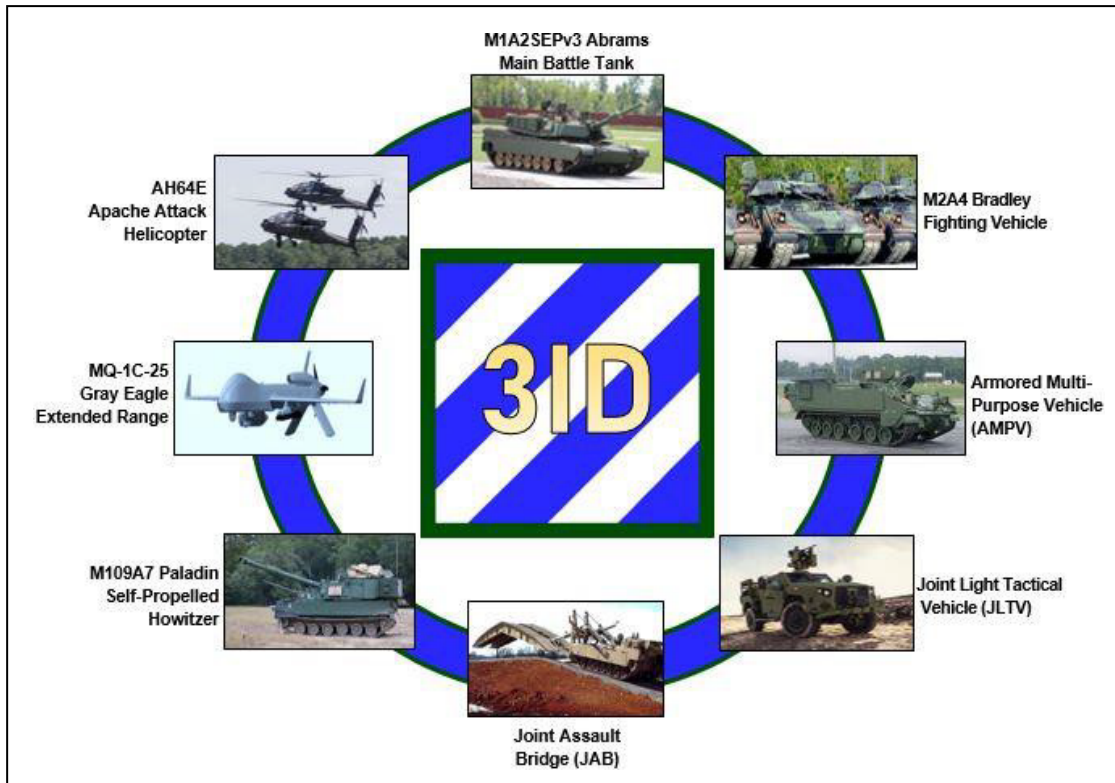 M1A2SEPv3 Abrams
Main Battle Tank
AH64E
Apache Attack
Helicopter
M2A4 Bradley
Fighting Vehicle
3ID
MQ-1C-25
Gray Eagle
Extended Range
Armored Multi-
Purpose Vehicle
(AMPV)
M109A7 Paladin
Self-Propelled
Howitzer
Joint Light Tactical
Vehicle (JLTV)
Joint Assault
Bridge (JAB)